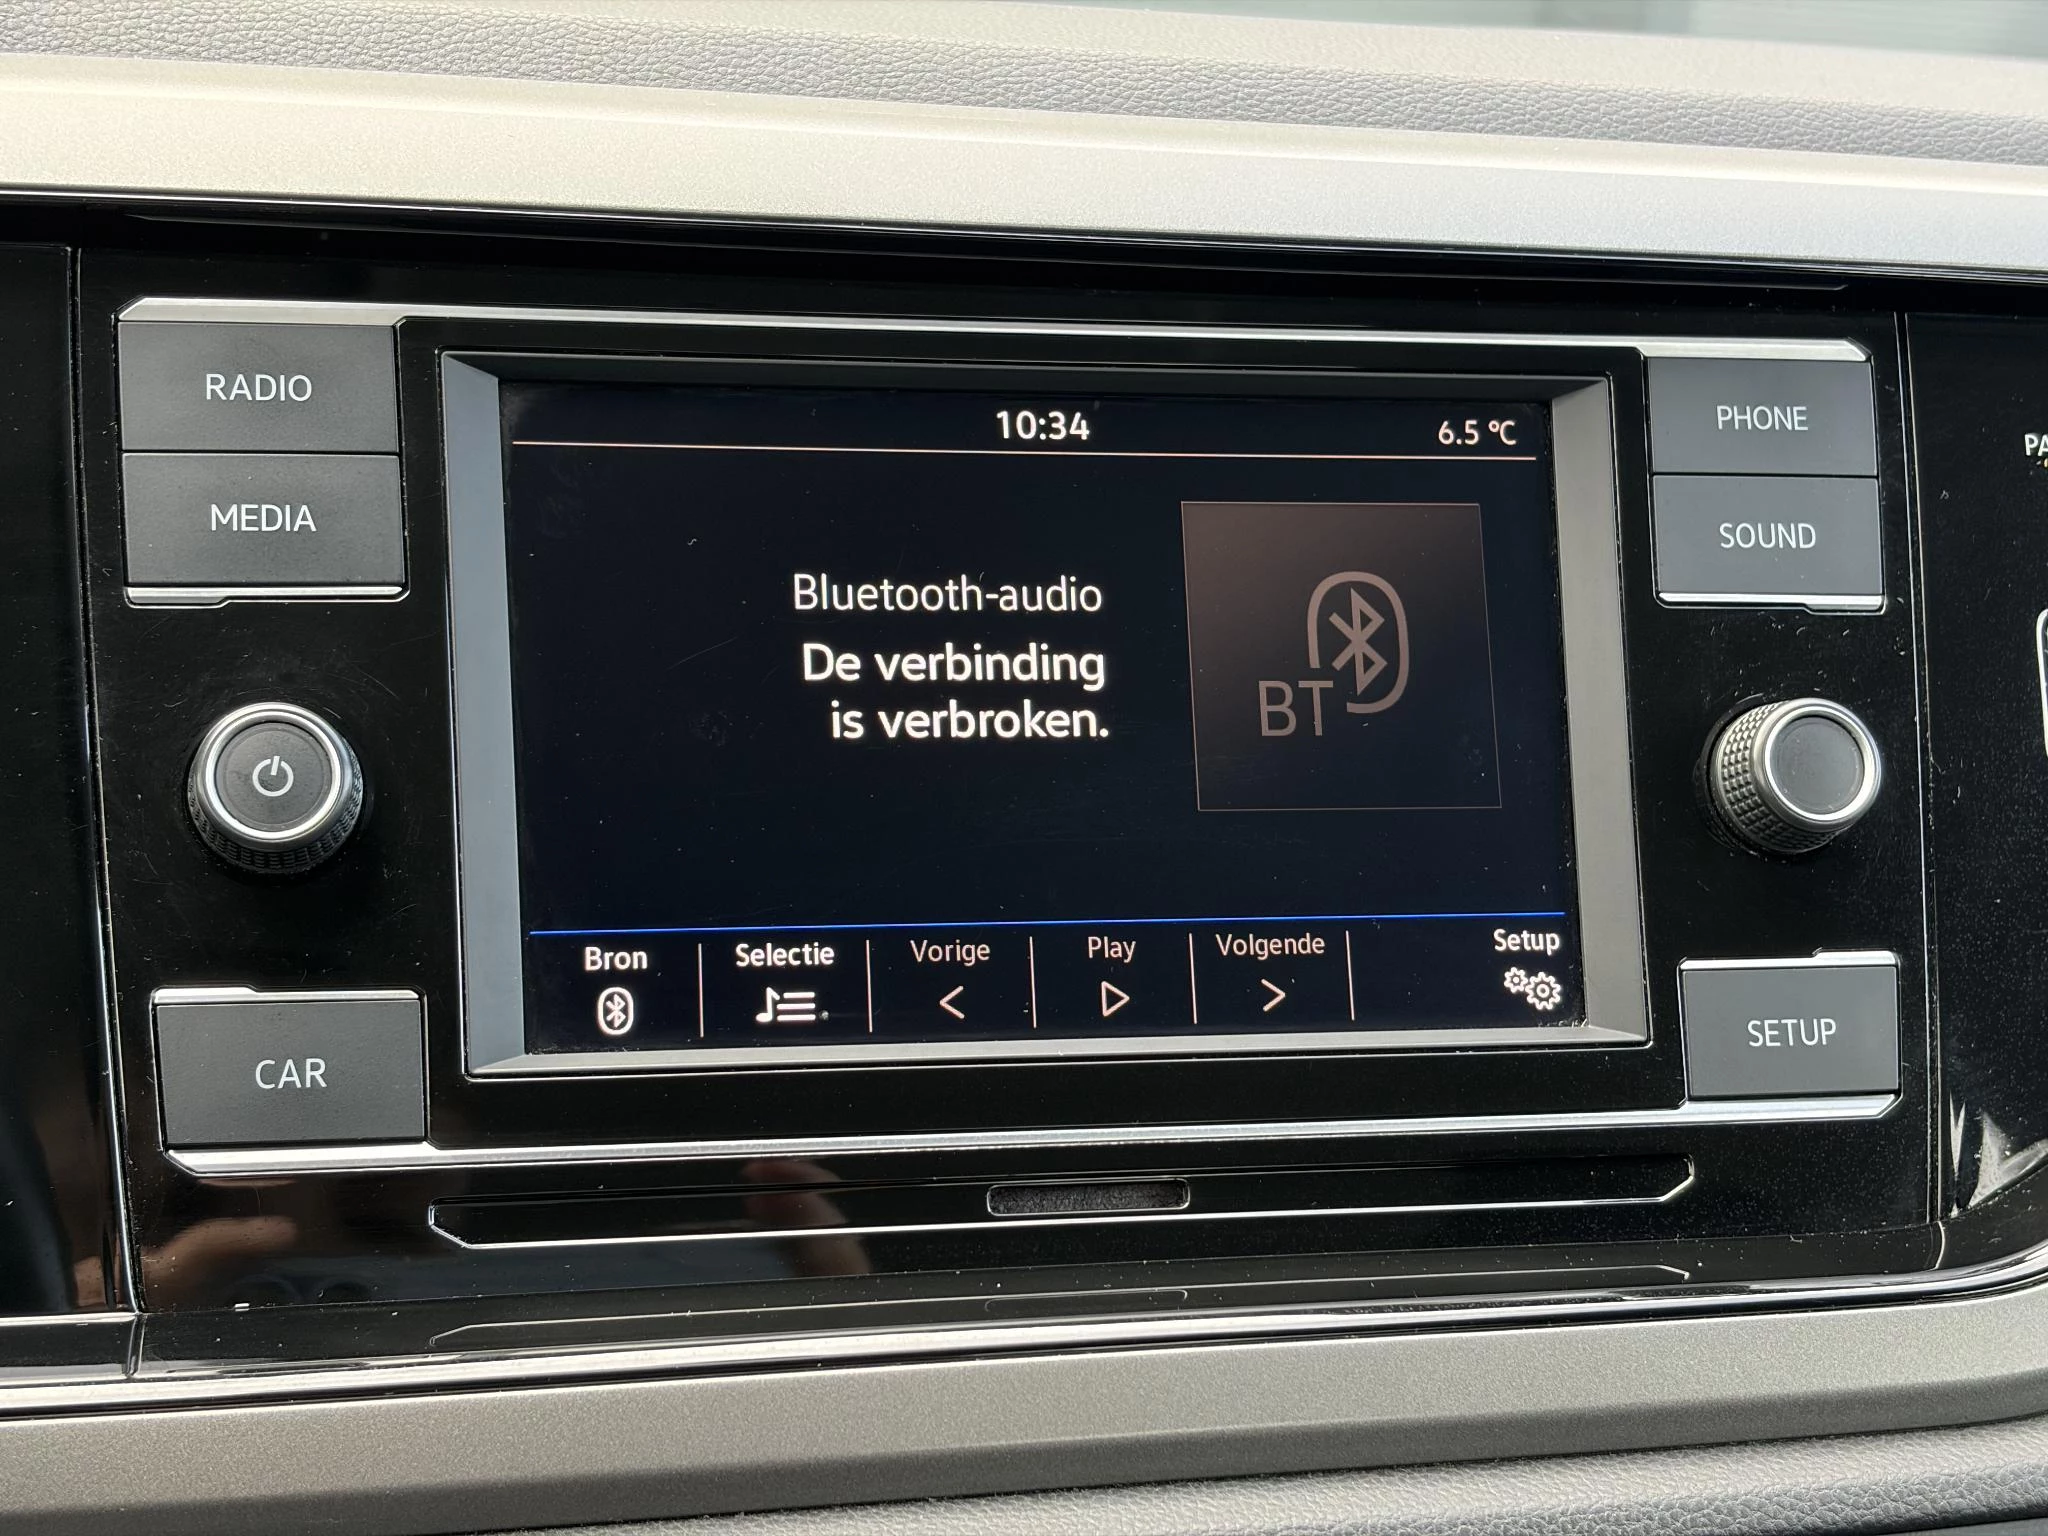 RADIO
MEDIA
CAR
10:34
6.5 °C
Bluetooth-audio
De verbinding
is verbroken.
BT
Bron
Selectie
Vorige
Play
Volgende
Setup
PHONE
SOUND
SETUP